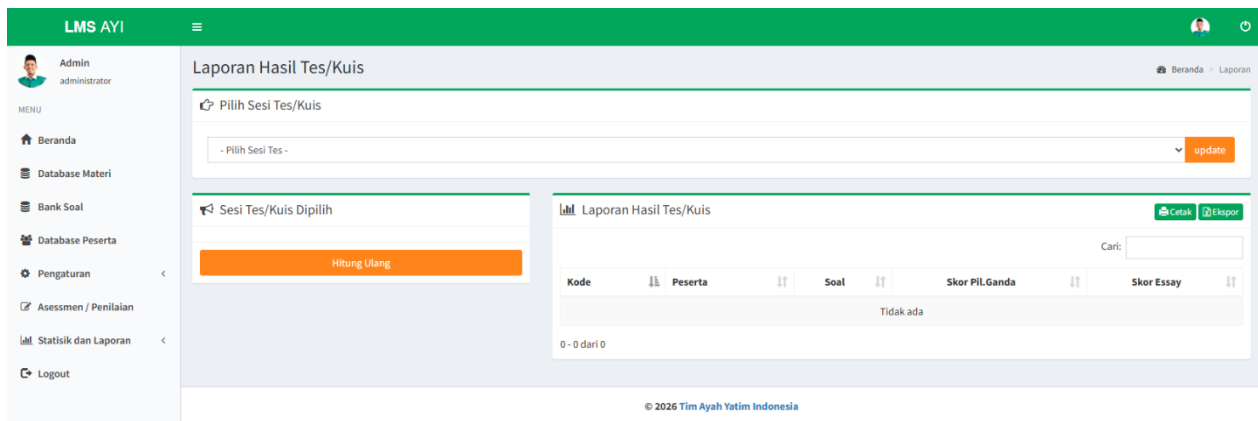 LMS AYI
Admin
administrator
MENU
Beranda
Database Materi
Bank Soal
Database Peserta
Pengaturan
Asessmen / Penilaian
Statisik dan Laporan
Logout
Laporan Hasil Tes/Kuis
Beranda > Laporan
Pilih Sesi Tes/Kuis
- Pilih Sesi Tes -
update
Sesi Tes/Kuis Dipilih
Hitung Ulang
Laporan Hasil Tes/Kuis
Cetak Ekspor
Cari:
Kode Peserta Soal Skor Pil.Ganda Skor Essay
Tidak ada
0 - 0 dari 0
© 2026 Tim Ayah Yatim Indonesia